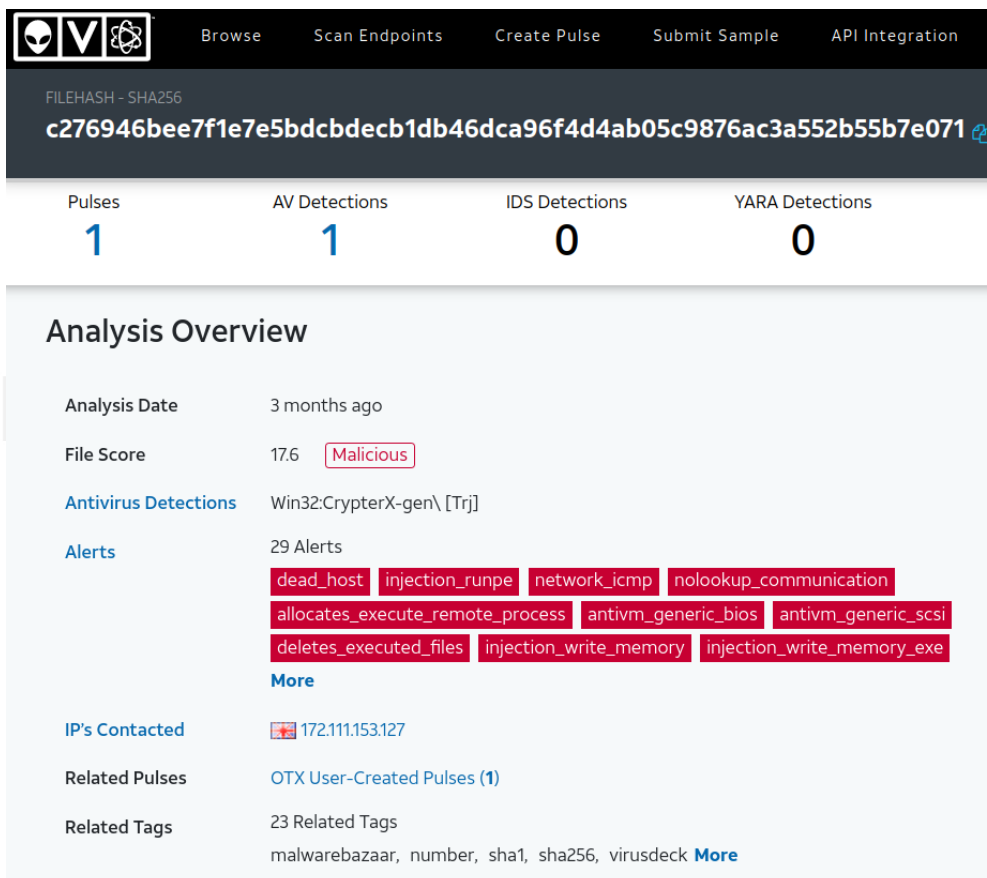 V
Browse Scan Endpoints Create Pulse Submit Sample API Integration
FILEHASH - SHA256
c276946bee7f1e7e5bdcbdecb1db46dca96f4d4ab05c9876ac3a552b55b7e071
Pulses AV Detections IDS Detections YARA Detections
1 1 0 0
Analysis Overview
Analysis Date 3 months ago
File Score 17.6 Malicious
Antivirus Detections Win32:CrypterX-gen\ [Trj]
Alerts 29 Alerts
dead_host injection_runpe network_icmp nolookup_communication
allocates_execute_remote_process antivm_generic_bios antivm_generic_scsi
deletes_executed_files injection_write_memory injection_write_memory_exe
More
IP's Contacted 172.111.153.127
Related Pulses OTX User-Created Pulses (1)
Related Tags 23 Related Tags
malwarebazaar, number, sha1, sha256, virusdeck More